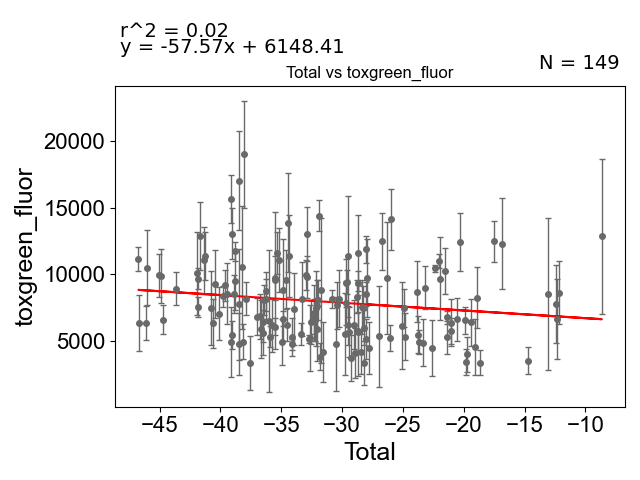 r^2 = 0.02
y = -57.57x + 6148.41
N = 149
Total vs toxgreen_fluor
20000
15000
10000
5000
toxgreen_fluor
−45 −40 −35 −30 −25 −20 −15 −10
Total